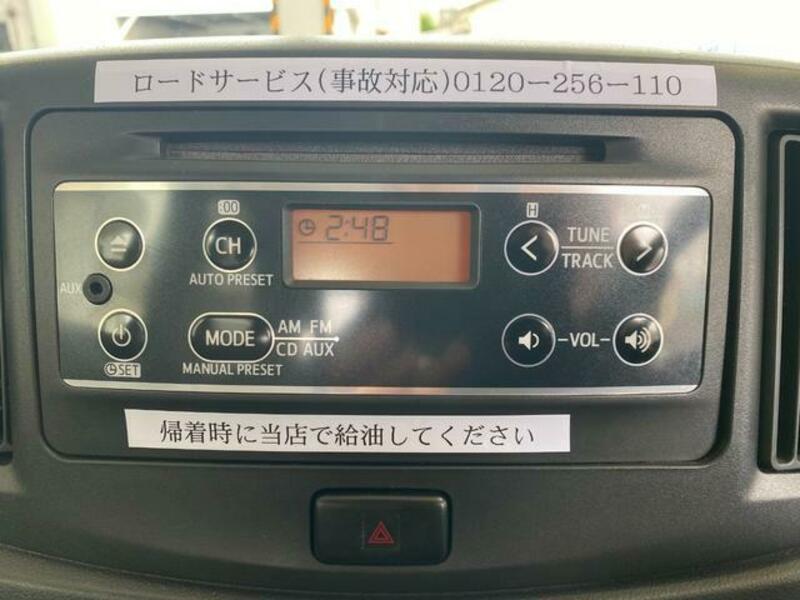 ロードサービス(事故対応)0120-256-110
:00
H
CH
2:48
TUNE
TRACK
AUTO PRESET
AUX
MODE
AM FM
CD AUX
VOL
SET
MANUAL PRESET
帰着時に当店で給油してください